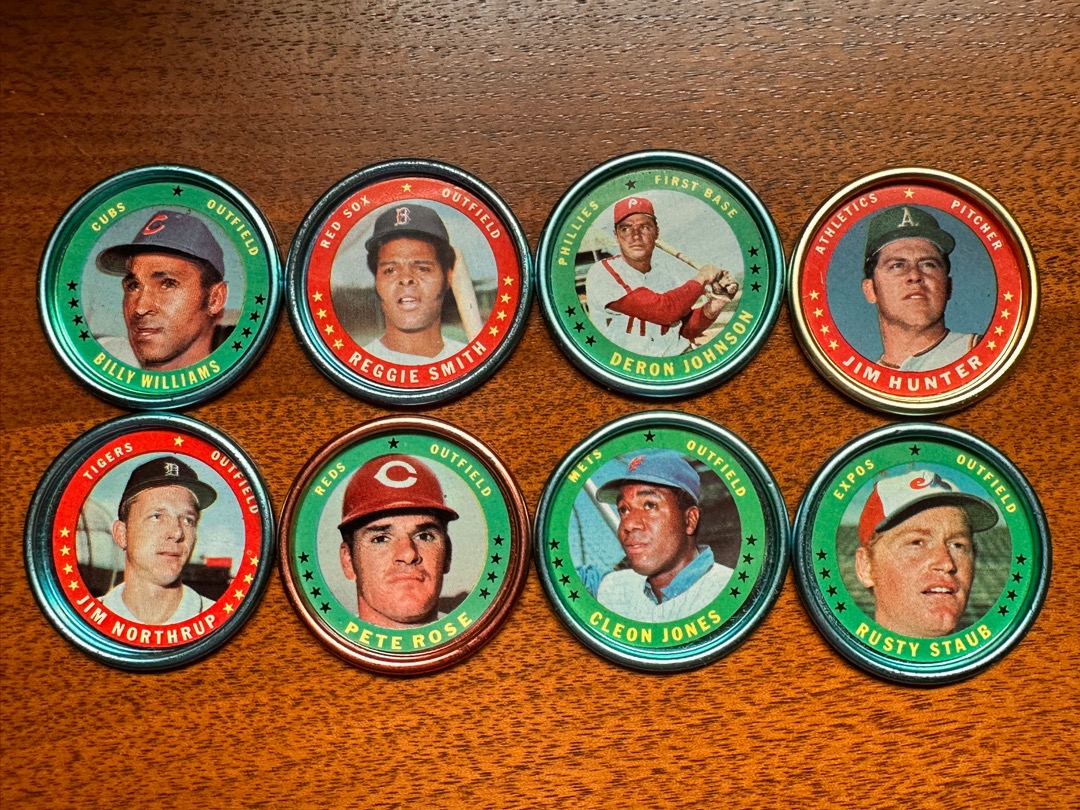 CUBS OUTFIELD
BILLY WILLIAMS
RED SOX OUTFIELD
B
REGGIE SMITH
PHILLIES FIRST BASE
P
DERON JOHNSON
ATHLETICS PITCHER
A
JIM HUNTER
TIGERS OUTFIELD
D
JIM NORTHRUP
REDS OUTFIELD
C
PETE ROSE
METS OUTFIELD
CLEON JONES
EXPOS OUTFIELD
RUSTY STAUB